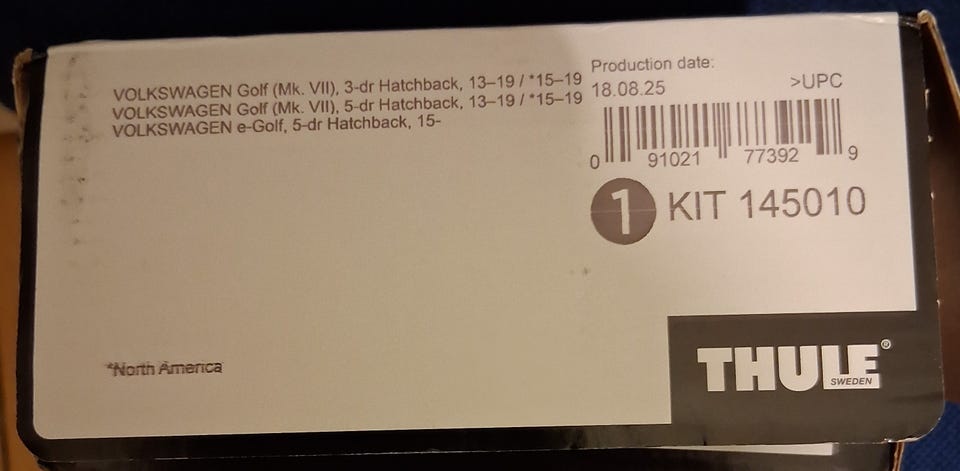 VOLKSWAGEN Golf (Mk. VII), 3-dr Hatchback, 13–19 / *15–19
VOLKSWAGEN Golf (Mk. VII), 5-dr Hatchback, 13–19 / *15–19
VOLKSWAGEN e-Golf, 5-dr Hatchback, 15-
Production date:
18.08.25
>UPC
0 91021 77392 9
1 KIT 145010
*North America
THULE®
SWEDEN